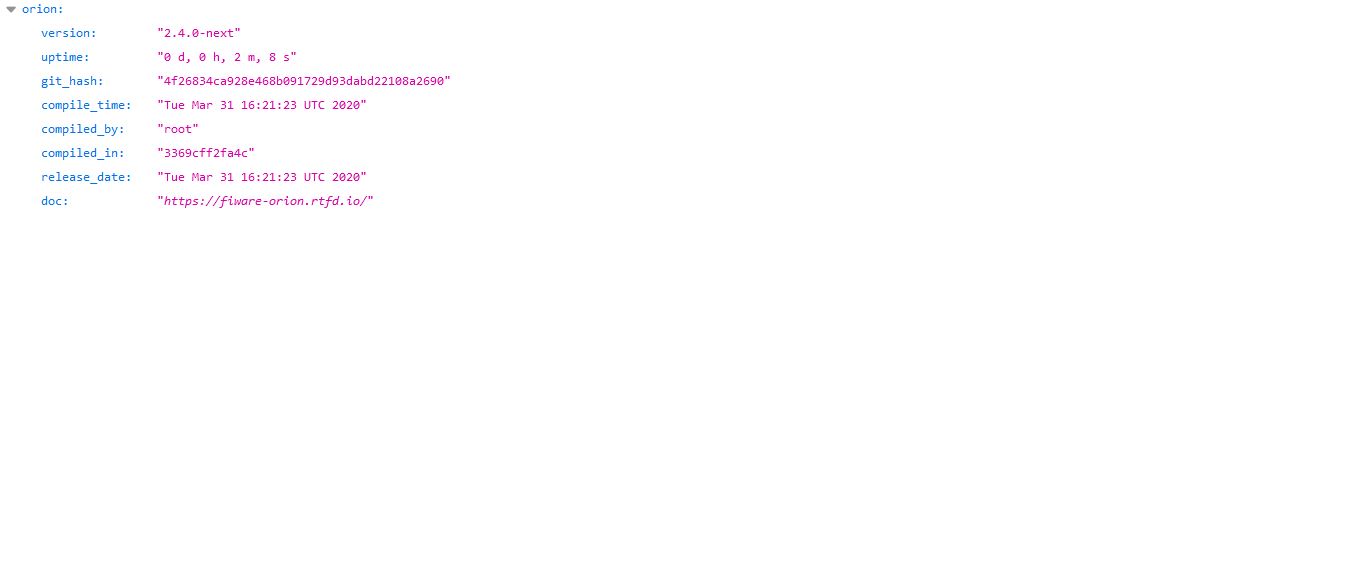 orion:
version: "2.4.0-next"
uptime: "0 d, 0 h, 2 m, 8 s"
git_hash: "4f26834ca928e468b091729d93dabd22108a2690"
compile_time: "Tue Mar 31 16:21:23 UTC 2020"
compiled_by: "root"
compiled_in: "3369cff2fa4c"
release_date: "Tue Mar 31 16:21:23 UTC 2020"
doc: "https://fiware-orion.rtfd.io/"